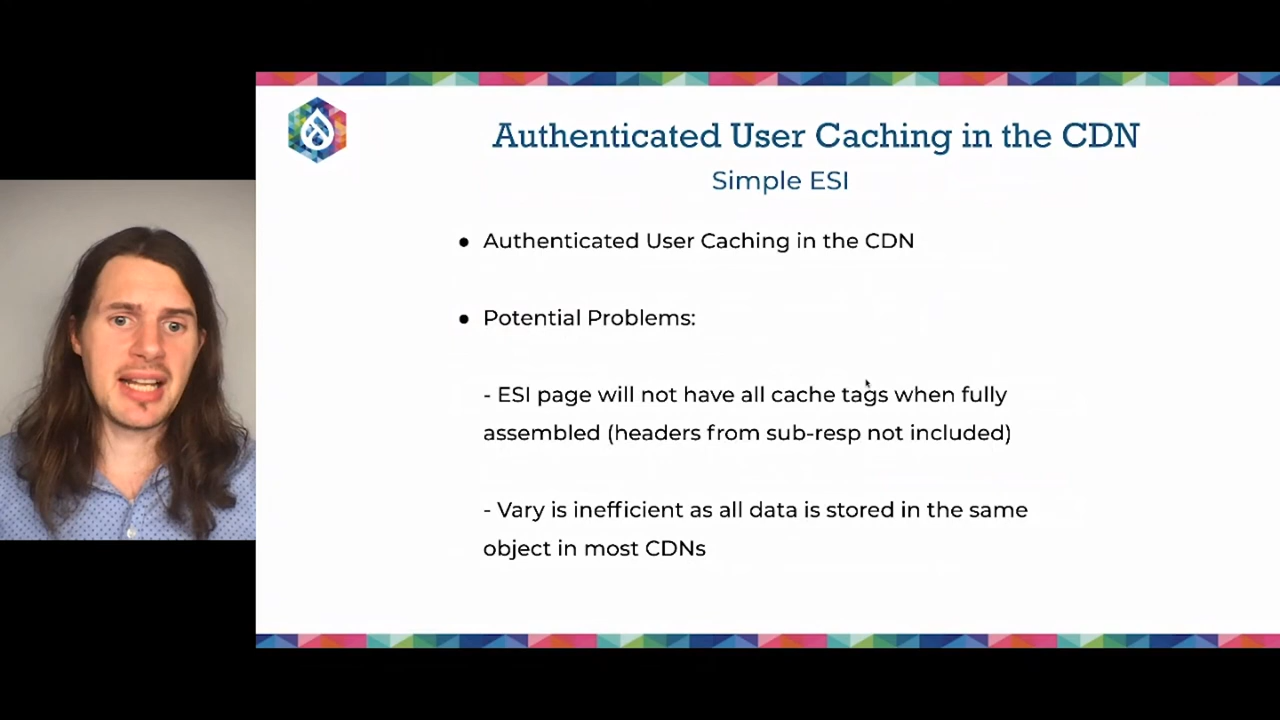 Authenticated User Caching in the CDN
Simple ESI
● Authenticated User Caching in the CDN
● Potential Problems:
- ESI page will not have all cache tags when fully
assembled (headers from sub-resp not included)
- Vary is inefficient as all data is stored in the same
object in most CDNs